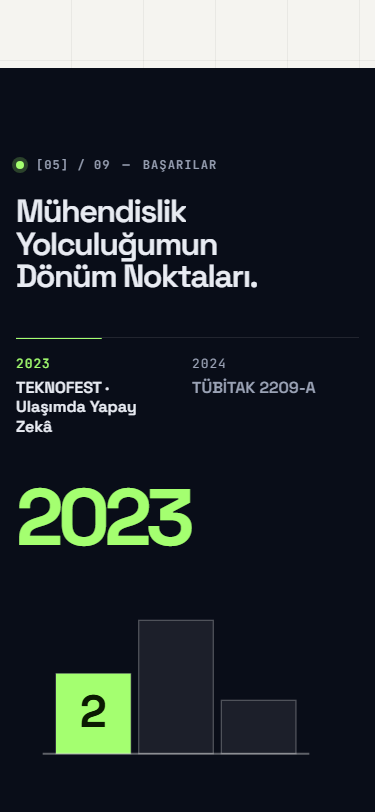 [05] / 09 — BAŞARILAR
Mühendislik
Yolculuğumun
Dönüm Noktaları.
2023
TEKNOFEST ·
Ulaşımda Yapay
Zekâ
2024
TÜBİTAK 2209-A
2023
2